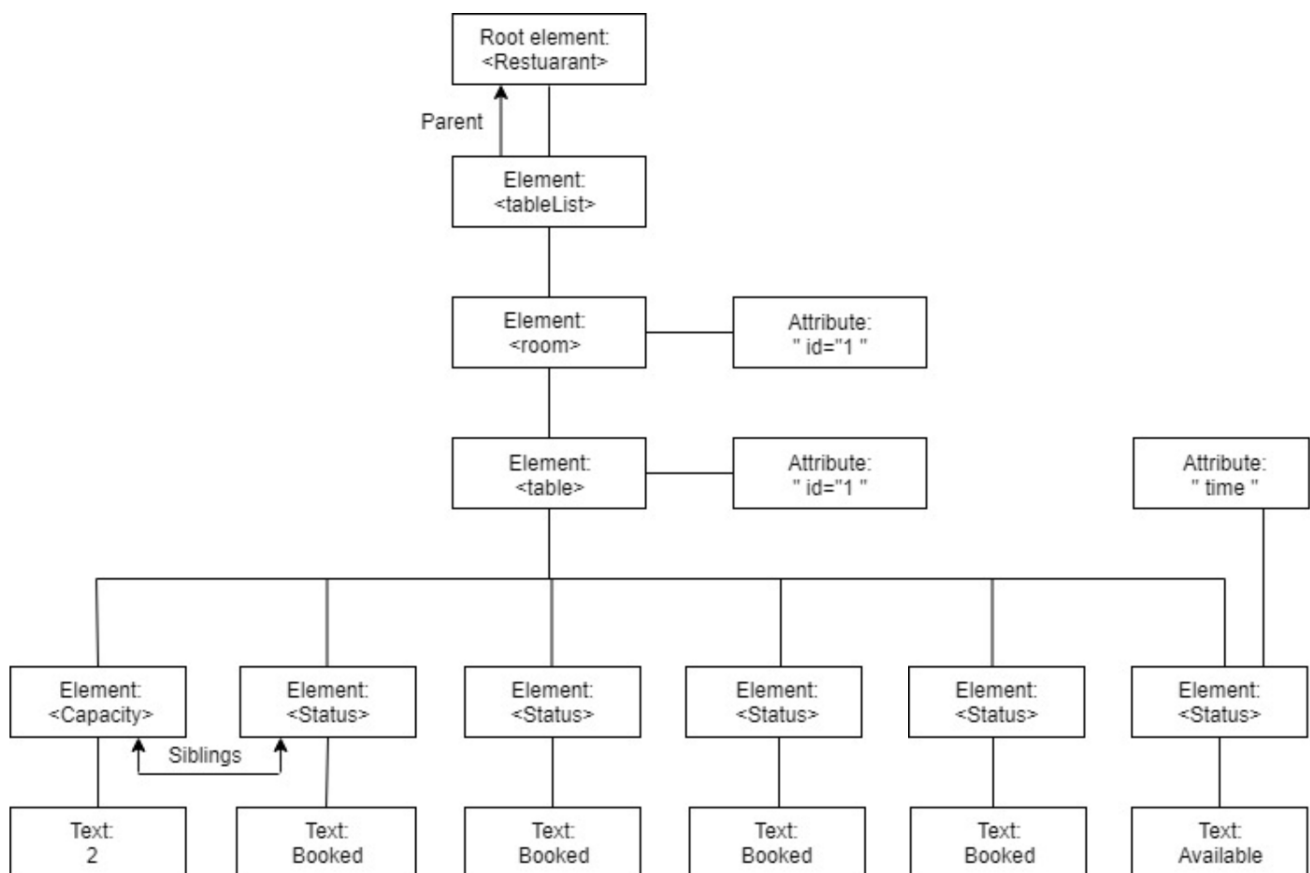 Root element:
<Restuarant>
Parent
Element:
<tableList>
Element:
<room>
Attribute:
" id="1 "
Element:
<table>
Attribute:
" id="1 "
Attribute:
" time "
Element:
<Capacity>
Element:
<Status>
Element:
<Status>
Element:
<Status>
Element:
<Status>
Element:
<Status>
Siblings
Text:
2
Text:
Booked
Text:
Booked
Text:
Booked
Text:
Booked
Text:
Available